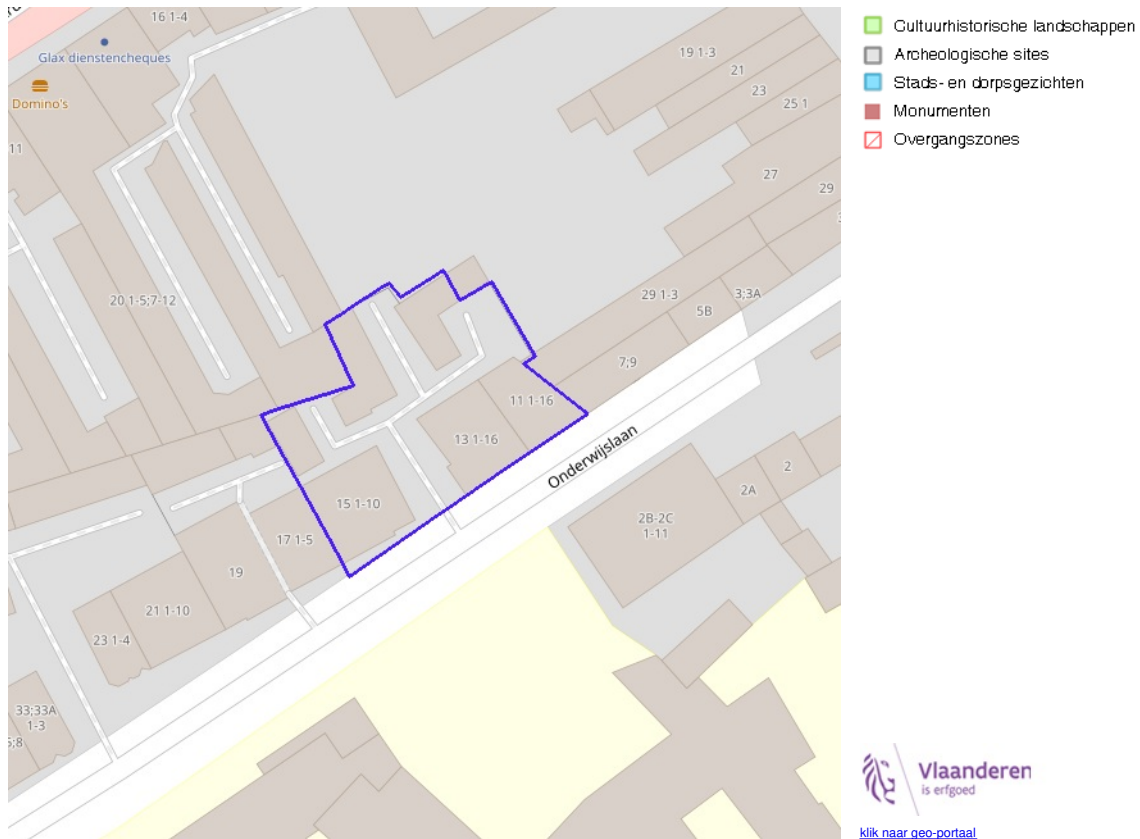 16 1-4
Glax dienstencheques
Domino's
11
19 1-3
21
23
25 1
27
29
20 1-5;7-12
29 1-3
5B
3;3A
7;9
11 1-16
13 1-16
Onderwijslaan
15 1-10
17 1-5
19
21 1-10
23 1-4
33;33A
1-3
2B-2C
1-11
2A
2
Cultuurhistorische landschappen
Archeologische sites
Stads- en dorpsgezichten
Monumenten
Overgangszones
Vlaanderen
is erfgoed
klik naar geo-portaal